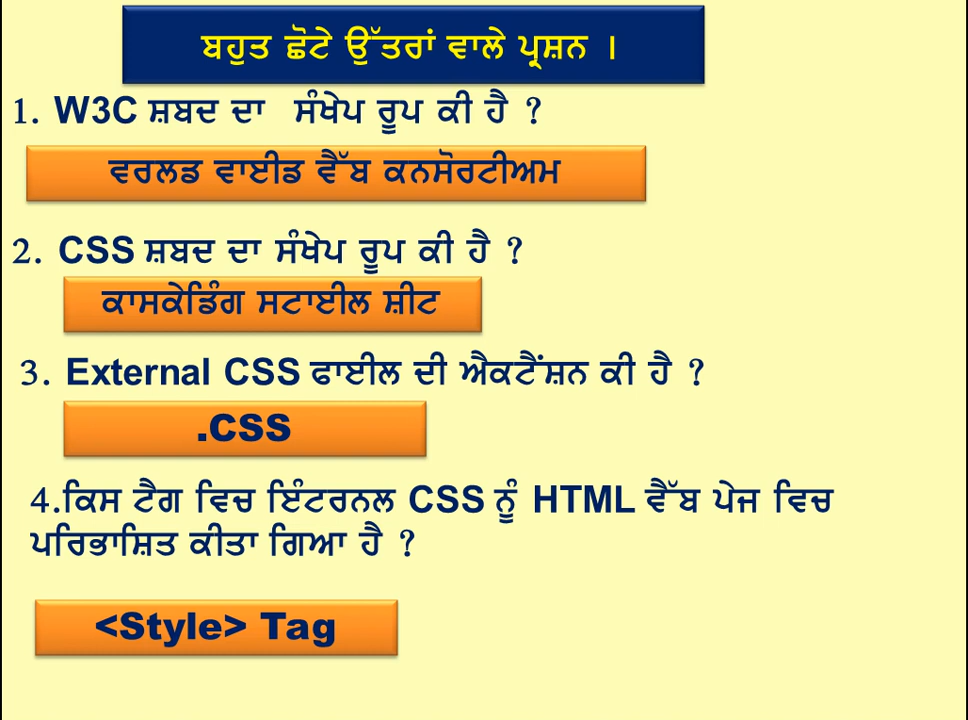 ਬਹੁਤ ਛੋਟੇ ਉੱਤਰਾਂ ਵਾਲੇ ਪ੍ਰਸ਼ਨ ।
1. W3C ਸ਼ਬਦ ਦਾ ਸੰਖੇਪ ਰੂਪ ਕੀ ਹੈ ?
ਵਰਲਡ ਵਾਈਡ ਵੈੱਬ ਕਨਸੋਰਟੀਅਮ
2. CSS ਸ਼ਬਦ ਦਾ ਸੰਖੇਪ ਰੂਪ ਕੀ ਹੈ ?
ਕਾਸਕੇਡਿੰਗ ਸਟਾਈਲ ਸ਼ੀਟ
3. External CSS ਫਾਈਲ ਦੀ ਐਕਟੈਂਸ਼ਨ ਕੀ ਹੈ ?
.CSS
4.ਕਿਸ ਟੈਗ ਵਿਚ ਇੰਟਰਨਲ CSS ਨੂੰ HTML ਵੈੱਬ ਪੇਜ ਵਿਚ
ਪਰਿਭਾਸ਼ਿਤ ਕੀਤਾ ਗਿਆ ਹੈ ?
<Style> Tag